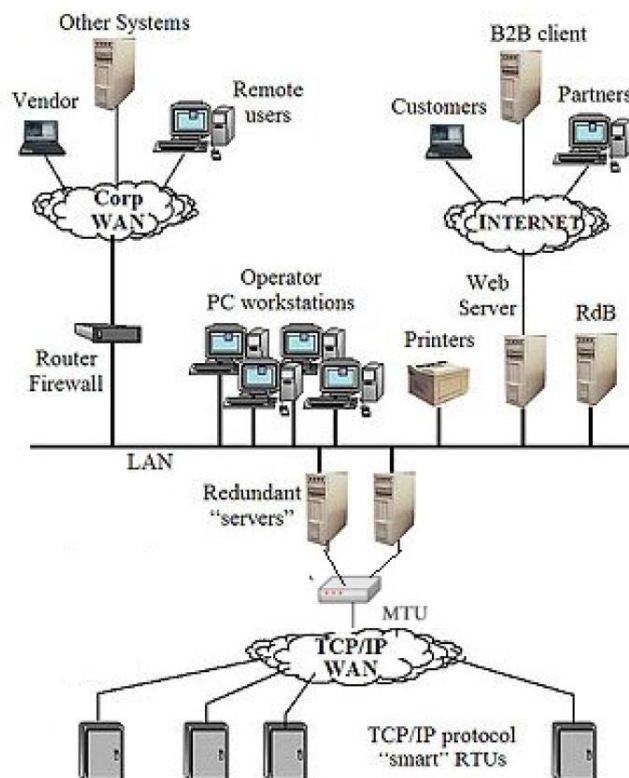 Other Systems
Vendor
Remote
users
Corp
WAN
B2B client
Customers
Partners
INTERNET
Operator
PC workstations
Web
Server
RdB
Printers
Router
Firewall
LAN
Redundant
“servers”
MTU
TCP/IP
WAN
TCP/IP protocol
“smart” RTUs